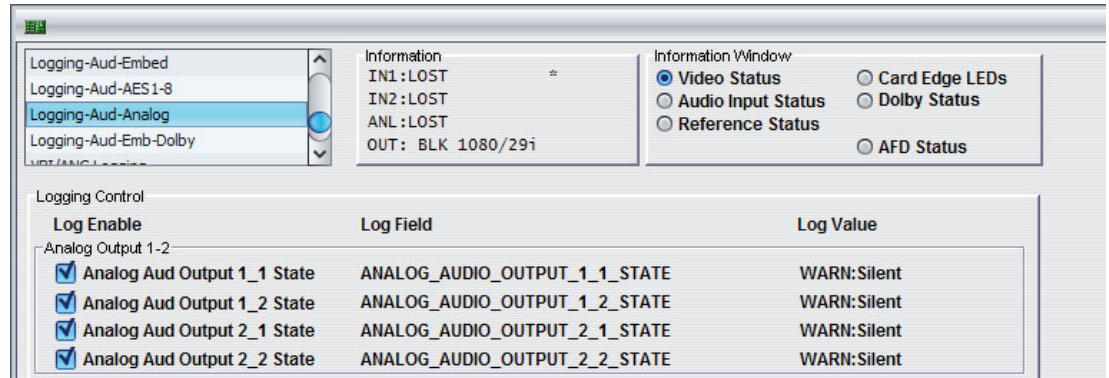 Logging-Aud-Embed
Logging-Aud-AES1-8
Logging-Aud-Analog
Logging-Aud-Emb-Dolby
Information
IN1:LOST *
IN2:LOST
ANL:LOST
OUT: BLK 1080/29i
Information Window
Video Status
Audio Input Status
Reference Status
Card Edge LEDs
Dolby Status
AFD Status
Logging Control
Log Enable Log Field Log Value
Analog Output 1-2
Analog Aud Output 1_1 State ANALOG_AUDIO_OUTPUT_1_1_STATE WARN:Silent
Analog Aud Output 1_2 State ANALOG_AUDIO_OUTPUT_1_2_STATE WARN:Silent
Analog Aud Output 2_1 State ANALOG_AUDIO_OUTPUT_2_1_STATE WARN:Silent
Analog Aud Output 2_2 State ANALOG_AUDIO_OUTPUT_2_2_STATE WARN:Silent